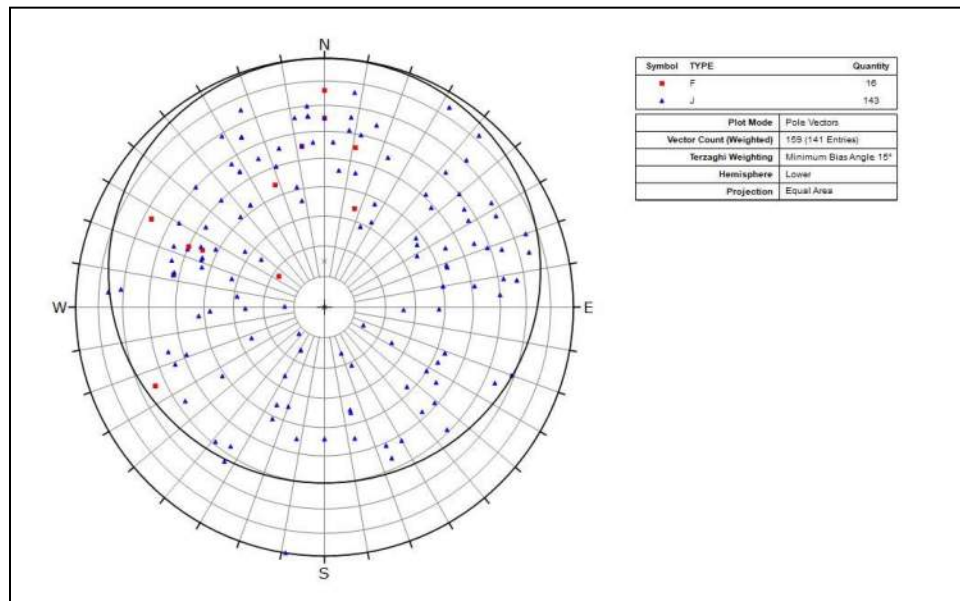 N
W
E
S
Symbol TYPE Quantity
F 16
J 143
Plot Mode Pole Vectors
Vector Count (Weighted) 159 (141 Entries)
Terzaghi Weighting Minimum Bias Angle 15°
Hemisphere Lower
Projection Equal Area